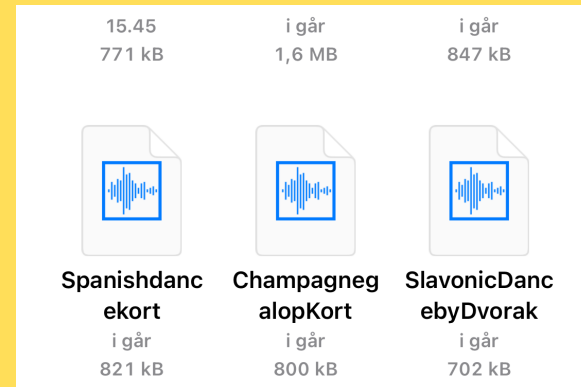 15.45 i går i går
771 kB 1,6 MB 847 kB
Spanishdanc Champagneg SlavonicDanc
ekort alopKort ebyDvorak
i går i går i går
821 kB 800 kB 702 kB